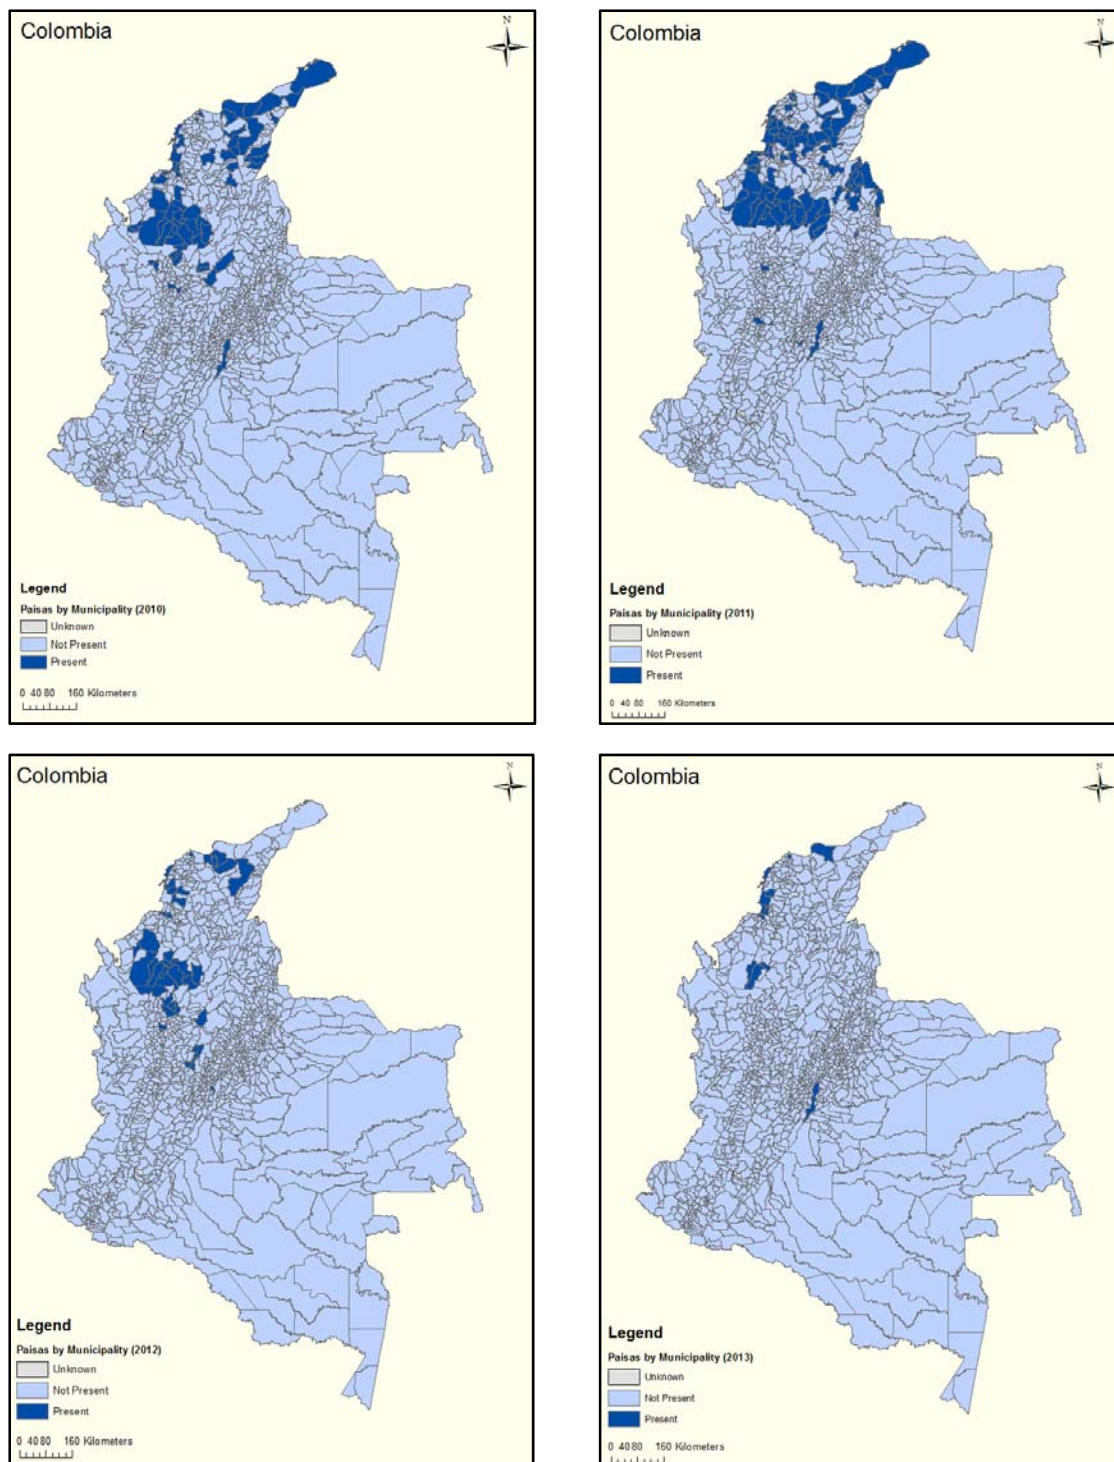 Colombia
N
Legend
Paisas by Municipality (2010)
Unknown
Not Present
Present
0 40 80 160 Kilometers
Colombia
N
Legend
Paisas by Municipality (2011)
Unknown
Not Present
Present
0 40 80 160 Kilometers
Colombia
N
Legend
Paisas by Municipality (2012)
Unknown
Not Present
Present
0 40 80 160 Kilometers
Colombia
N
Legend
Paisas by Municipality (2013)
Unknown
Not Present
Present
0 40 80 160 Kilometers